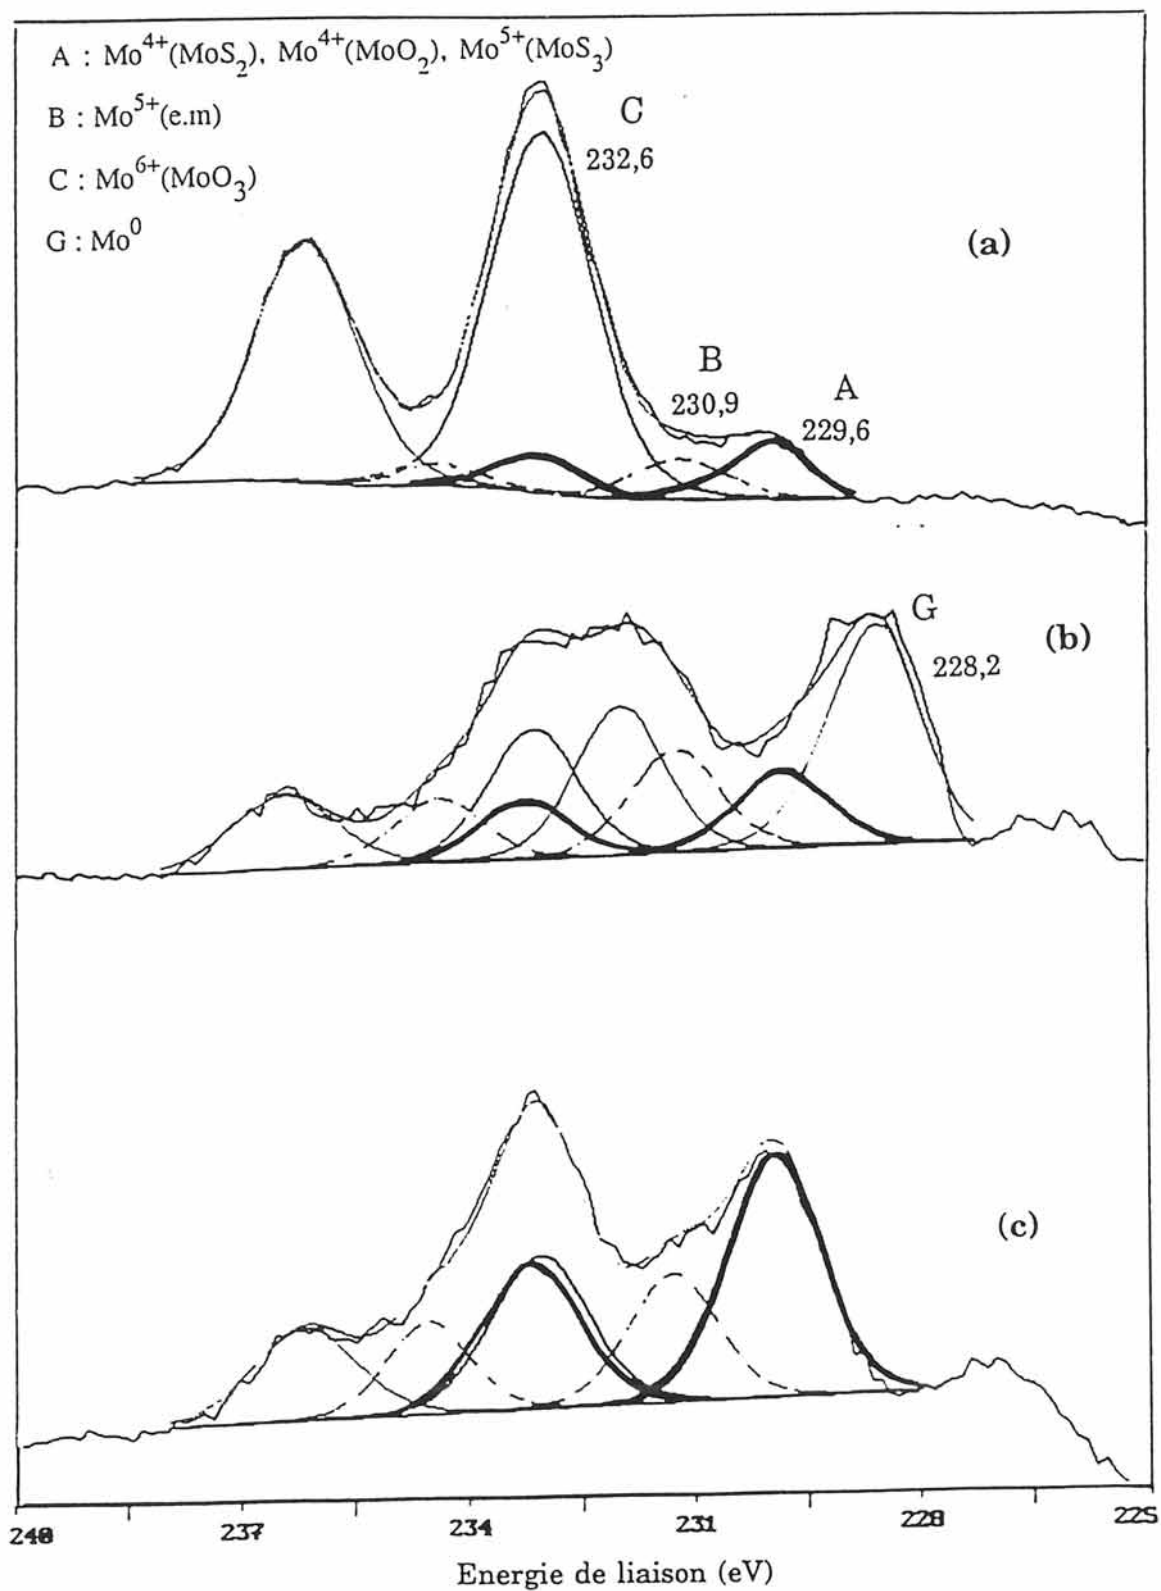 A : Mo4+(MoS2), Mo4+(MoO2), Mo5+(MoS3)
B : Mo5+(e.m)
C : Mo6+(MoO3)
G : Mo0
C
232,6
(a)
B
230,9
A
229,6
G
228,2
(b)
(c)
240 237 234 231 228 225
Energie de liaison (eV)